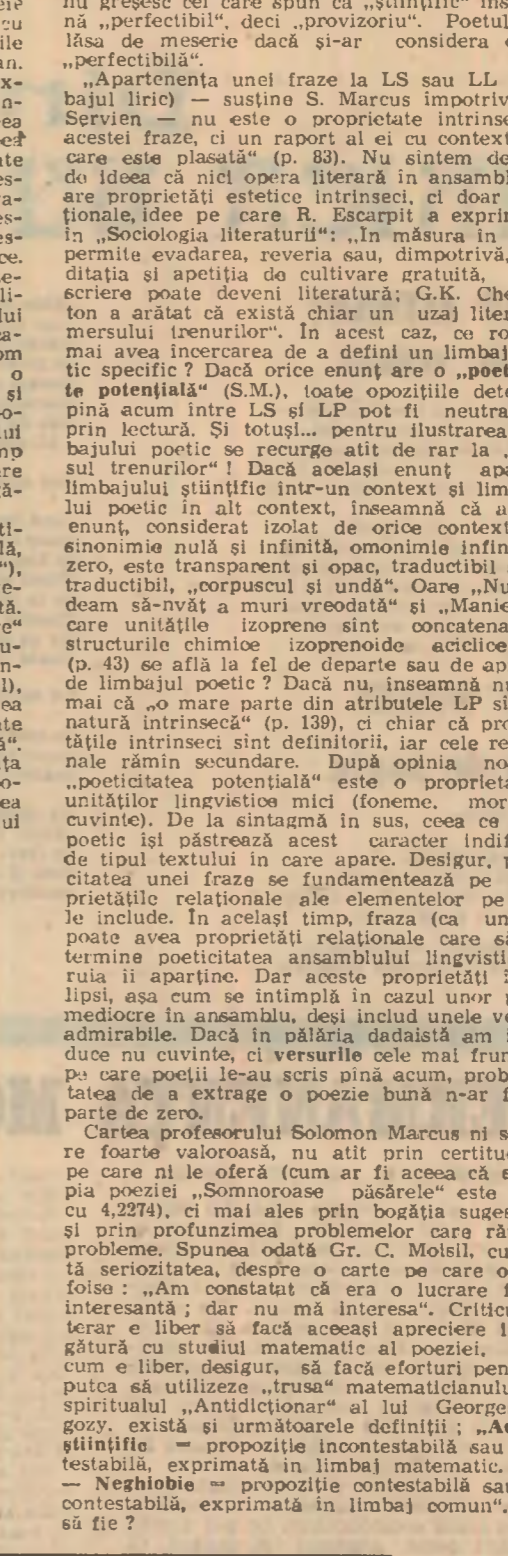 nu greșesc cei care spun că „științific” îns
nă „perfectibil", deci „provizoriu". Poetul
lăsa de meserie dacă și-ar considera
„perfectibilă".
„Apartenența unei fraze la LS sau LL
bajul liric) — susține S. Marcus împotriv
Servien — nu este o proprietate intrinse
acestei fraze, ci un raport al ei cu context
care este plasată“ (p. 83). Nu sîntem de
do ideea că nici opera literară în ansambl
are proprietăți estetice intrinseci, ci doar
ționale, idee pe care R. Escarpit a exprim
în „Sociologia literaturii“: „In măsura în
permite evadarea, reveria sau, dimpotrivă,
ditația și apetiția de cultivare gratuită,
scriere poate deveni literatură; G.K. Che
ton a arătat că există chiar un uzaj liter
mersului trenurilor“. În acest caz, ce ro
mai avea încercarea de a defini un limbaj
tic specific ? Dacă orice enunț are o „poet
te potențială“ (S.M.), toate opozițiile dete
pină acum între LS și LP pot fi neutra
prin lectură. Și totuși... pentru ilustrarea
bajului poetic se recurge atît de rar la „
sul trenurilor“ ! Dacă același enunț apa
limbajului științific într-un context și lim
lui poetic în alt context, înseamnă că a
enunț, considerat izolat de orice context
sinonimie nulă și infinită, omonimie infin
zero, este transparent și opac, traductibil
traductibil, „corpuscul și undă“. Oare „Nu
deam să-nvăț a muri vreodată“ și „Manie
care unitățile izoprene sînt concatena
structurile chimice izoprenoide aciclice
(p. 43) se află la fel de departe sau de ap
de limbajul poetic ? Dacă nu, înseamnă nu
mai că „o mare parte din atributele LP sî
natură intrinsecă“ (p. 139), ci chiar că pro
tățile intrinseci sînt definitorii, iar cele re
nale rămîn secundare. După opinia no
„poeticitatea potențială“ este o proprieta
unităților lingvistice mici (foneme, mor
cuvinte). De la sintagmă în sus, ceea ce
poetic își păstrează acest caracter indif
de tipul textului în care apare. Desigur,
citatea unei fraze se fundamentează pe
prietățile relaționale ale elementelor pe
le include. În același timp, fraza (ca un
poate avea proprietăți relaționale care să
termine poeticitatea ansamblului lingvisti
ruia îi aparține. Dar aceste proprietăți
lipsi, așa cum se întîmplă în cazul unor
mediocre în ansamblu, deși includ unele ve
admirabile. Dacă în pălăria dadaistă am
duce nu cuvinte, ci versurile cele mai frum
pe care poeții le-au scris pînă acum, prob
tatea de a extrage o poezie bună n-ar f
parte de zero.
Cartea profesorului Solomon Marcus ni s
re foarte valoroasă, nu atît prin certitu
pe care ni le oferă (cum ar fi aceea că e
pia poeziei „Somnoroase păsărele“ este
cu 4,2274), ci mai ales prin bogăția suges
și prin profunzimea problemelor care ră
probleme. Spunea odată Gr. C. Moisil, cu
tă seriozitatea, despre o carte pe care o
foise : „Am constatat că era o lucrare f
interesantă ; dar nu mă interesa“. Criticu
terar e liber să facă aceeași apreciere î
gătură cu studiul matematic al poeziei,
cum e liber, desigur, să facă eforturi pen
putea să utilizeze „trusa“ matematicianulu
spiritualul „Antidicționar“ al lui George
gozy, există și următoarele definiții ; „Ad
științific = propoziție incontestabilă sau
testabilă, exprimată în limbaj matematic.
— Neghiobie = propoziție contestabilă sau
contestabilă, exprimată în limbaj comun“.
să fie ?